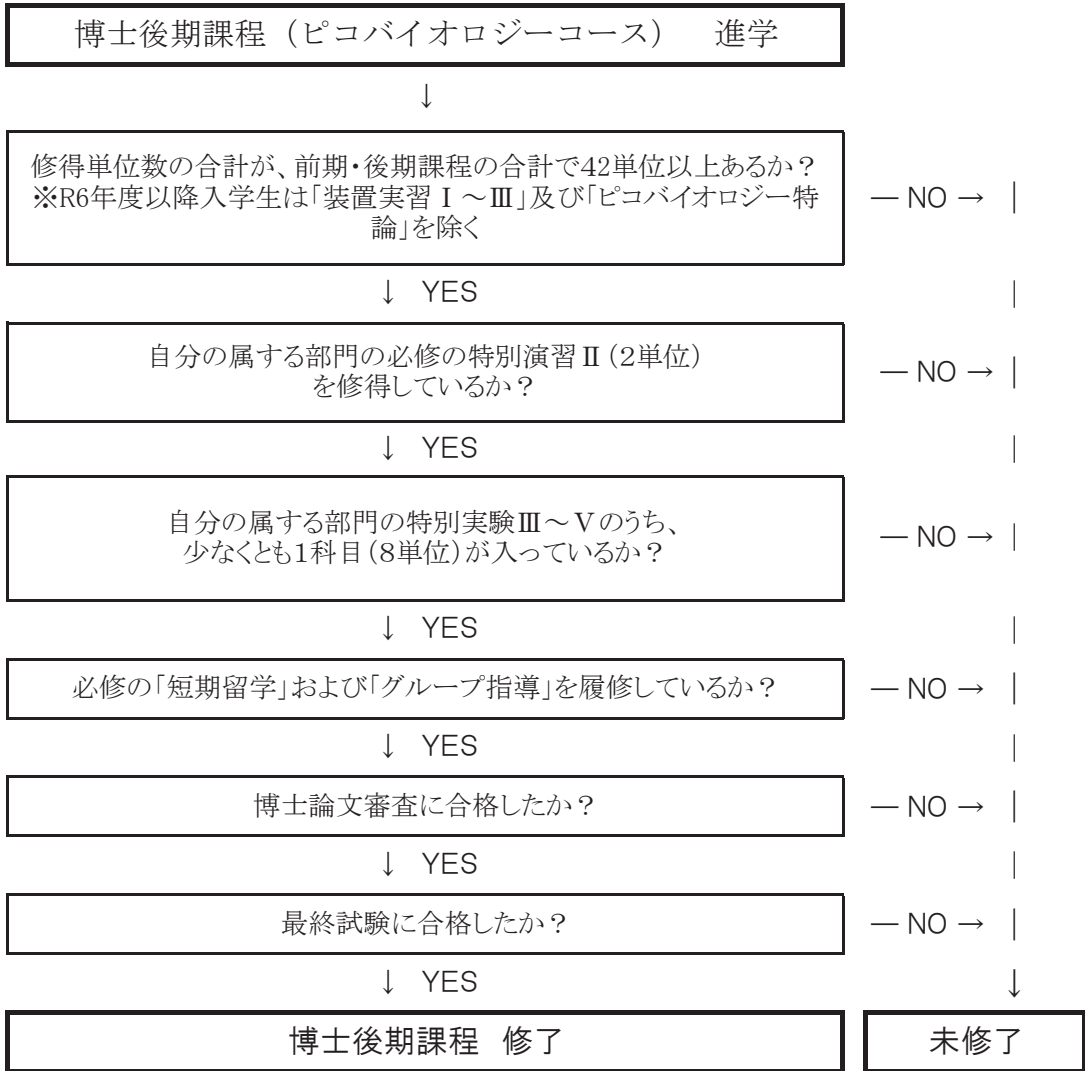 博士後期課程（ピコバイオロジーコース）　進学
↓
修得単位数の合計が、前期・後期課程の合計で42単位以上あるか？
※R6年度以降入学生は「装置実習Ⅰ～Ⅲ」及び「ピコバイオロジー特
論」を除く
― NO → ｜
↓ YES ｜
自分の属する部門の必修の特別演習Ⅱ（2単位）
を修得しているか？
― NO → ｜
↓ YES ｜
自分の属する部門の特別実験Ⅲ～Ⅴのうち、
少なくとも1科目（8単位）が入っているか？
― NO → ｜
↓ YES ｜
必修の「短期留学」および「グループ指導」を履修しているか？ ― NO → ｜
↓ YES ｜
博士論文審査に合格したか？ ― NO → ｜
↓ YES ｜
最終試験に合格したか？ ― NO → ｜
↓ YES ↓
博士後期課程 修了 未修了